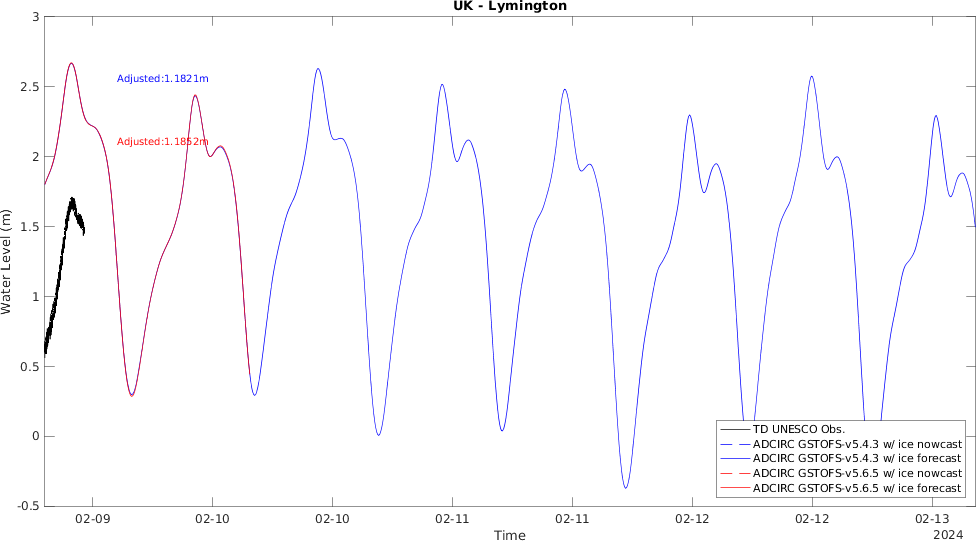 UK - Lymington
3
2.5
2
1.5
1
0.5
0
-0.5
Water Level (m)
Adjusted:1.1821m
Adjusted:1.1852m
TD UNESCO Obs.
ADCIRC GSTOFS-v5.4.3 w/ ice nowcast
ADCIRC GSTOFS-v5.4.3 w/ ice forecast
ADCIRC GSTOFS-v5.6.5 w/ ice nowcast
ADCIRC GSTOFS-v5.6.5 w/ ice forecast
02-09 02-10 02-10 02-11 02-11 02-12 02-12 02-13
Time
2024